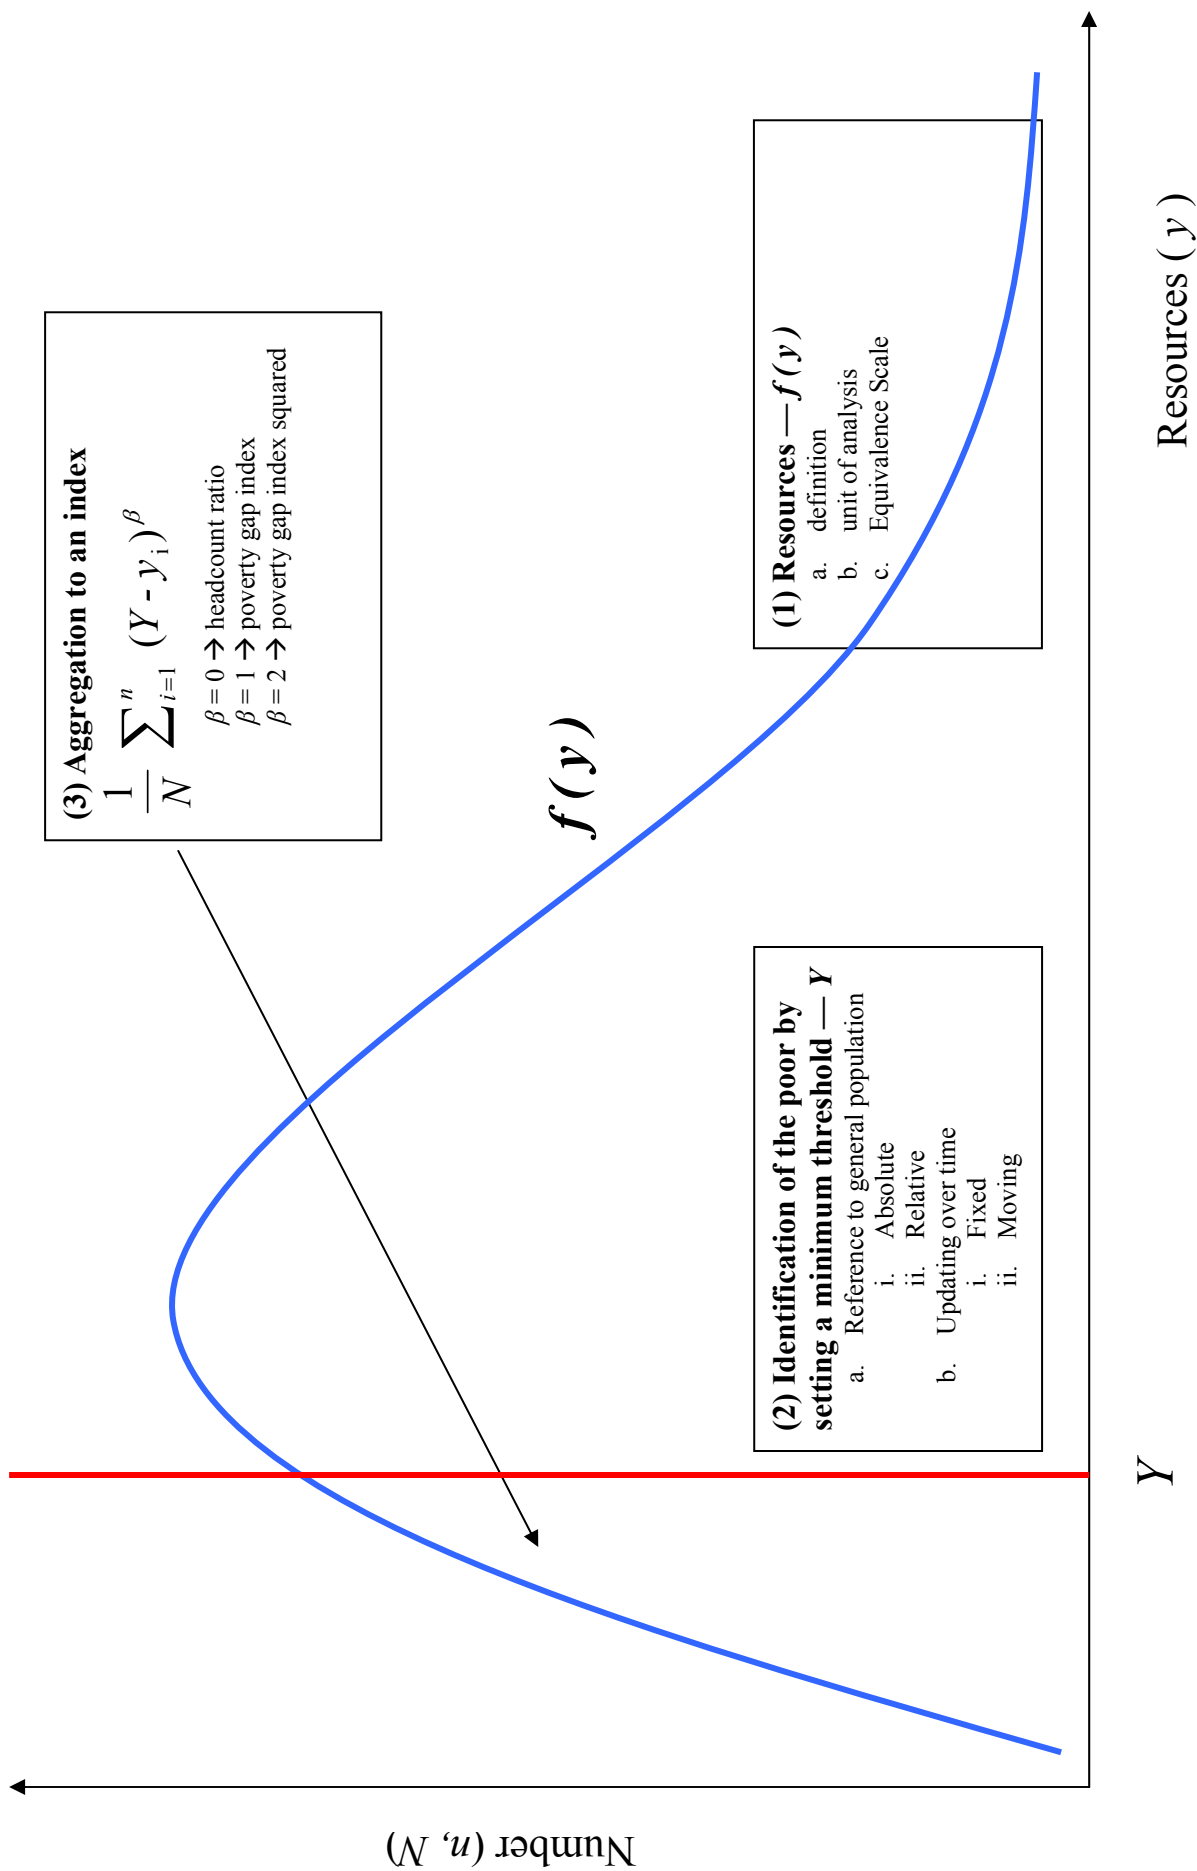 Number (n, N)
(3) Aggregation to an index
1/N ∑ⁿᵢ₌₁ (Y - yᵢ)^β
β = 0 → headcount ratio
β = 1 → poverty gap index
β = 2 → poverty gap index squared
f ( y )
(2) Identification of the poor by
setting a minimum threshold — Y
a. Reference to general population
i. Absolute
ii. Relative
b. Updating over time
i. Fixed
ii. Moving
(1) Resources — f ( y )
a. definition
b. unit of analysis
c. Equivalence Scale
Y
Resources ( y )